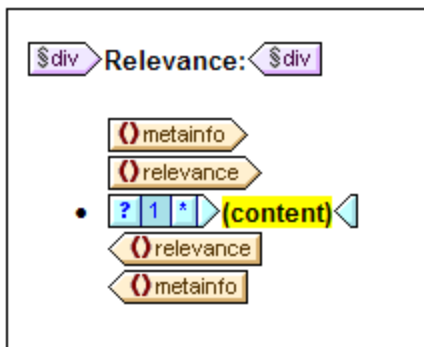 §div Relevance: §div
() metainfo
() relevance
• ? 1 * (content)
() relevance
() metainfo